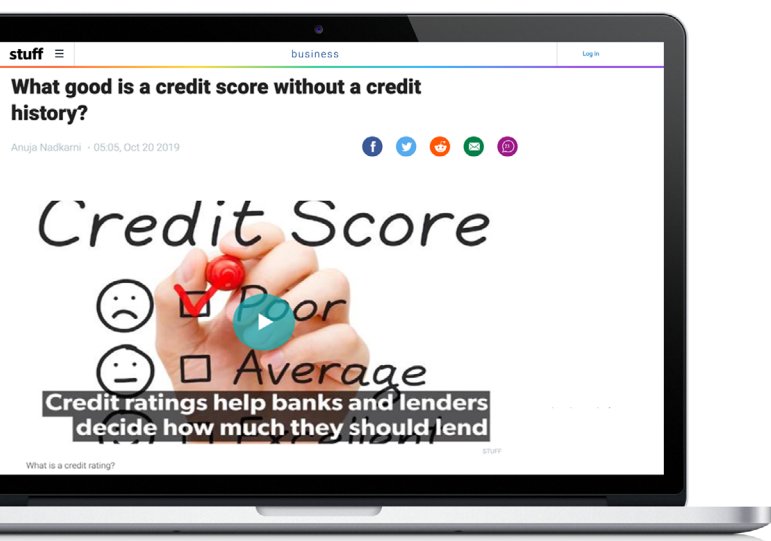 stuff
business
Log in
What good is a credit score without a credit
history?
Anuja Nadkarni · 05:05, Oct 20 2019
Credit Score
Poor
Average
Excellent
Credit ratings help banks and lenders
decide how much they should lend
STUFF
What is a credit rating?